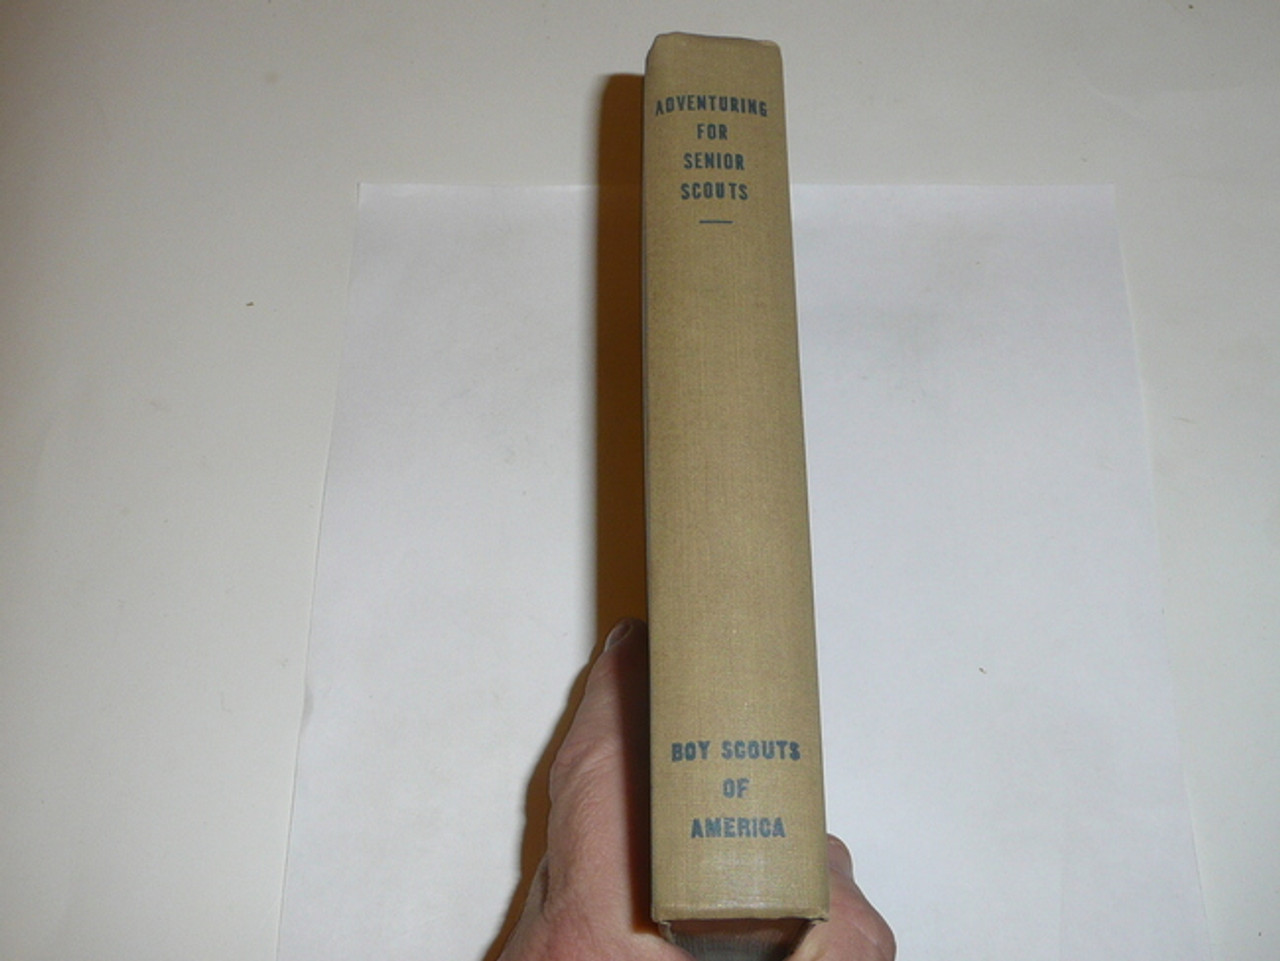 ADVENTURING
FOR
SENIOR
SCOUTS
BOY SCOUTS
OF
AMERICA